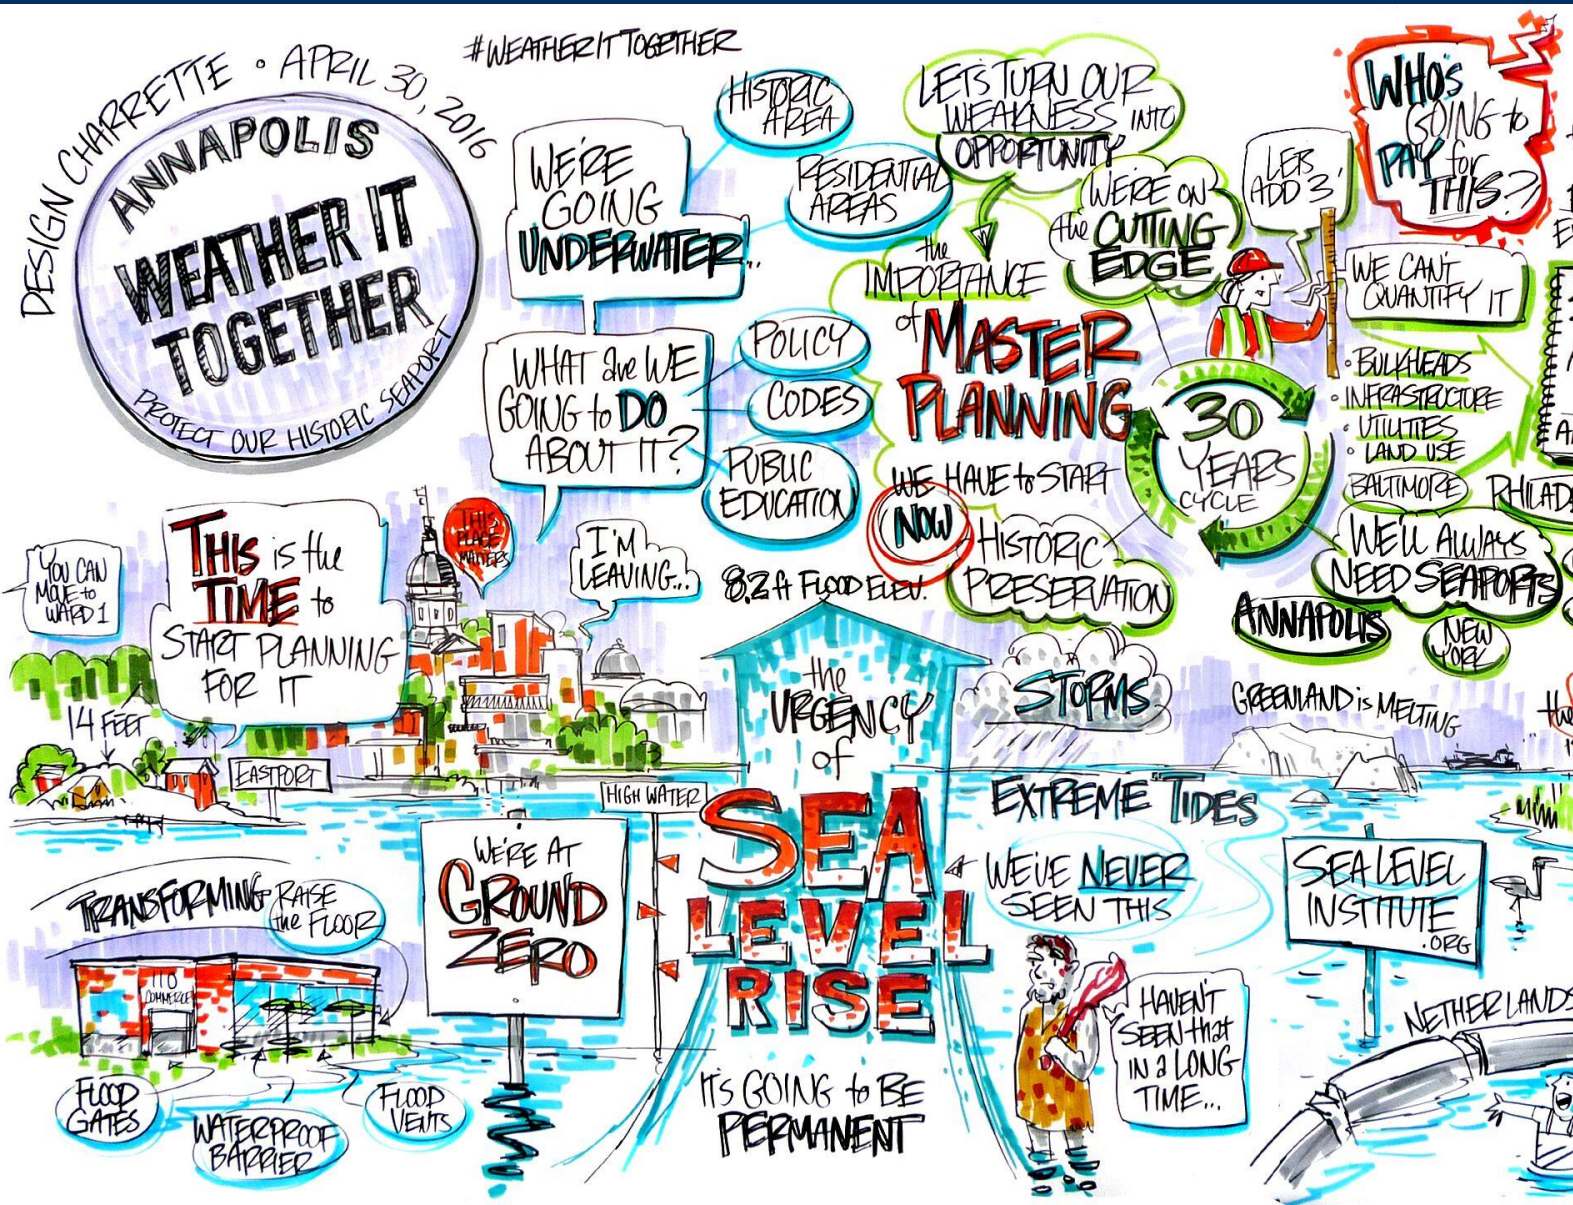 #WEATHERITTOGETHER
DESIGN CHARRETTE • APRIL 30, 2016
ANNAPOLIS
WEATHER IT
TOGETHER
PROTECT OUR HISTORIC SEAPORT
WE'RE
GOING
UNDERWATER...
HISTORIC
AREA
RESIDENTIAL
AREAS
WHAT are WE
GOING to DO
ABOUT IT?
POLICY
CODES
PUBLIC
EDUCATION
LET'S TURN OUR
WEAKNESS INTO
OPPORTUNITY
the
IMPORTANCE
of MASTER
PLANNING
WE HAVE to START
NOW
WE'RE ON
the CUTTING
EDGE
LETS
ADD 3'
WHO'S
GOING to
PAY for
THIS?
WE CAN'T
QUANTIFY IT
• BULKHEADS
• INFRASTRUCTURE
• UTILITIES
• LAND USE
30
YEARS
CYCLE
HISTORIC
PRESERVATION
BALTIMORE
PHILAD
WE'LL ALWAYS
NEED SEAPORTS
ANNAPOLIS
NEW
YORK
YOU CAN
MOVE to
WARD 1
THIS is the
TIME to
START PLANNING
FOR IT
THIS
PLACE
MATTERS
I'M
LEAVING...
8.2 ft FLOOD ELEV.
14 FEET
EASTPORT
HIGH WATER
the
URGENCY
of
SEA
LEVEL
RISE
IT'S GOING to BE
PERMANENT
STORMS
EXTREME TIDES
WE'VE NEVER
SEEN THIS
HAVEN'T
SEEN that
IN a LONG
TIME...
GREENLAND is MELTING
the
SEA LEVEL
INSTITUTE
.ORG
NETHERLANDS
WE'RE AT
GROUND
ZERO
TRANSFORMING
RAISE
the FLOOR
110
COMMERCE
FLOOD
GATES
WATERPROOF
BARRIER
FLOOD
VENTS